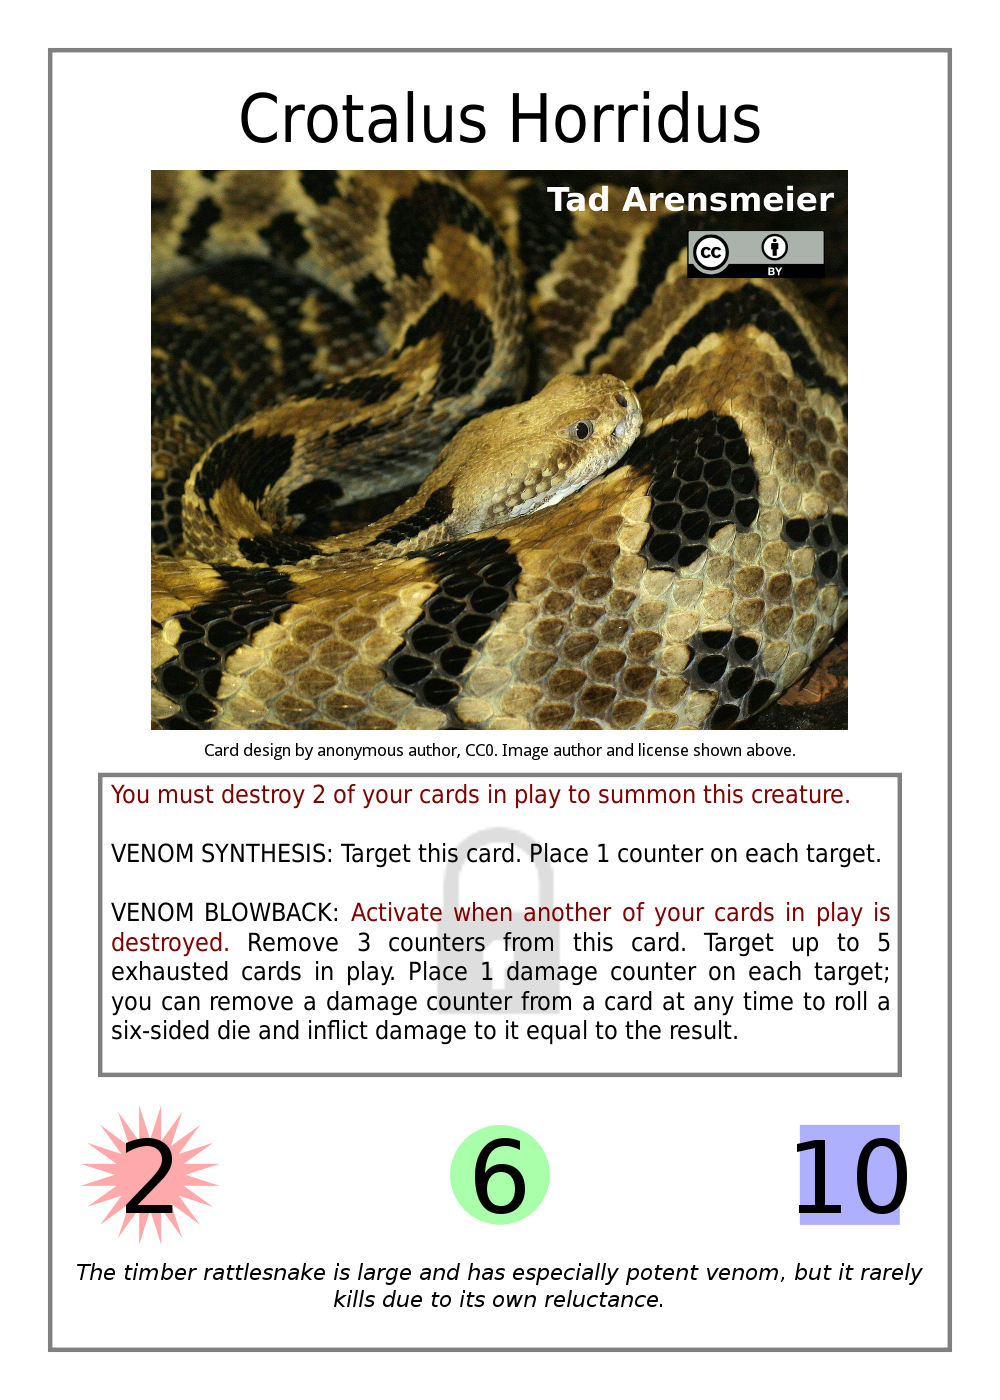 Crotalus Horridus
Tad Arensmeier
cc
BY
Card design by anonymous author, CC0. Image author and license shown above.
You must destroy 2 of your cards in play to summon this creature.
VENOM SYNTHESIS: Target this card. Place 1 counter on each target.
VENOM BLOWBACK: Activate when another of your cards in play is
destroyed. Remove 3 counters from this card. Target up to 5
exhausted cards in play. Place 1 damage counter on each target;
you can remove a damage counter from a card at any time to roll a
six-sided die and inflict damage to it equal to the result.
2 6 10
The timber rattlesnake is large and has especially potent venom, but it rarely
kills due to its own reluctance.